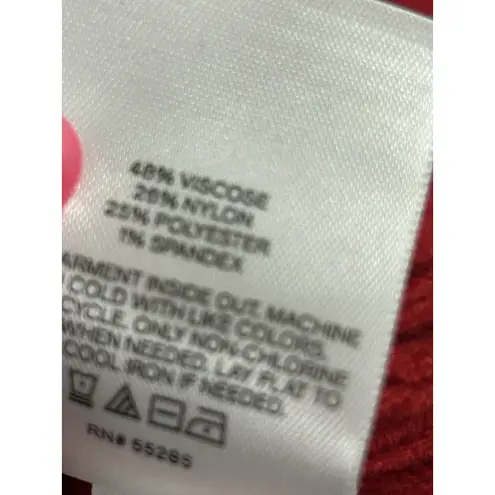 48% VISCOSE
26% NYLON
25% POLYESTER
1% SPANDEX
GARMENT INSIDE OUT. MACHINE
COLD WITH LIKE COLORS,
CYCLE. ONLY NON-CHLORINE
WHEN NEEDED. LAY FLAT TO
COOL IRON IF NEEDED.
RN# 55285